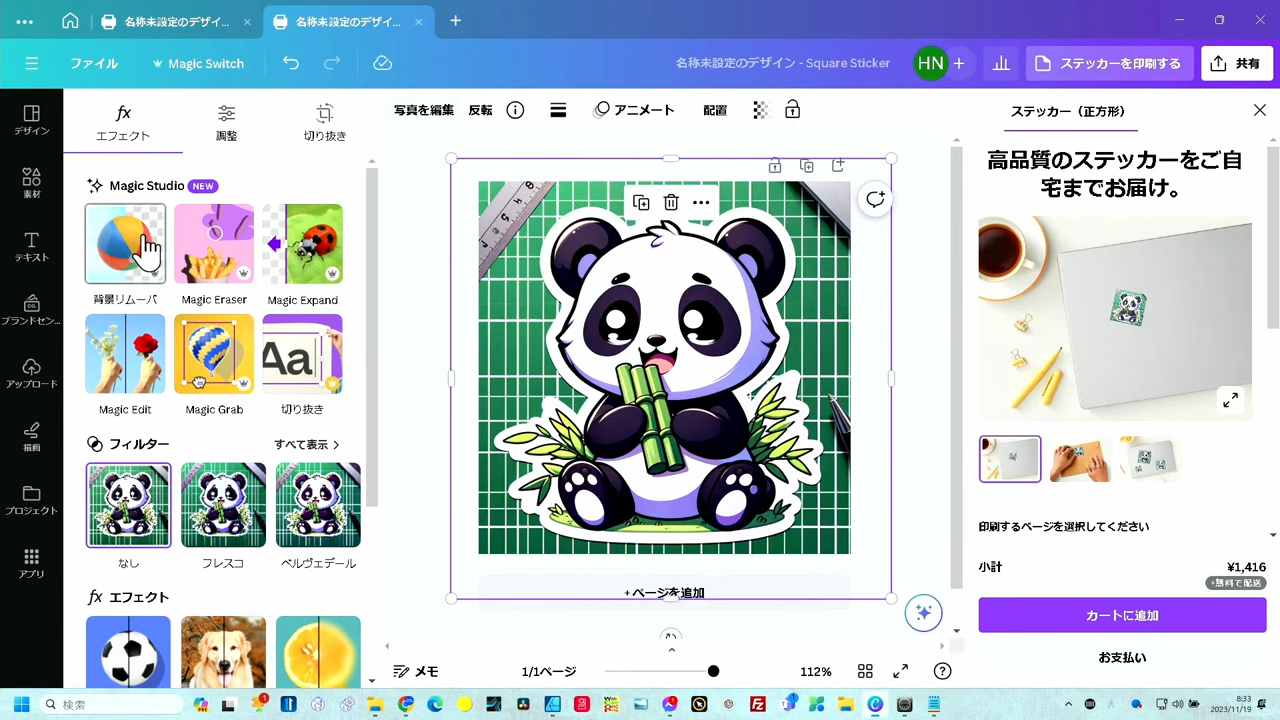 名称未設定のデザイ...
名称未設定のデザイ...
ファイル
Magic Switch
名称未設定のデザイン - Square Sticker
HN
ステッカーを印刷する
共有
デザイン
素材
テキスト
ブランドセン...
アップロード
描画
プロジェクト
アプリ
fx
エフェクト
調整
切り抜き
Magic Studio NEW
背景リムーバ
Magic Eraser
Magic Expand
Aa
Magic Edit
Magic Grab
切り抜き
フィルター
すべて表示
なし
フレスコ
ベルヴェデール
fx エフェクト
写真を編集
反転
アニメート
配置
+ ページを追加
メモ
1/1ページ
112%
ステッカー（正方形）
高品質のステッカーをご自
宅までお届け。
印刷するページを選択してください
小計
¥1,416
+無料で配送
カートに追加
お支払い
検索
8:33
2023/11/19